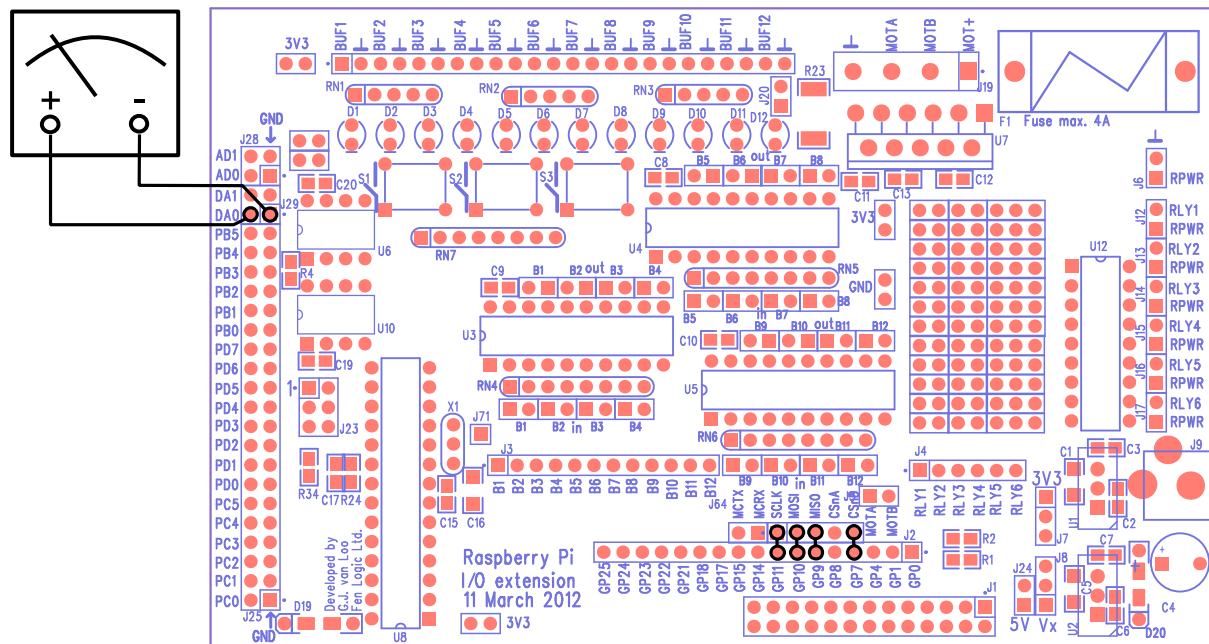 + -
3V3
BUF1 BUF2 BUF3 BUF4 BUF5 BUF6 BUF7 BUF8 BUF9 BUF10 BUF11 BUF12
MOTA MOTB MOT+
J19
RN1 RN2 RN3 J20 R23
F1 Fuse max. 4A
D1 D2 D3 D4 D5 D6 D7 D8 D9 D10 D11 D12
U7
GND
J28
AD1
AD0
DA1
DA0
PB5
PB4
PB3
PB2
PB1
PB0
PD7
PD6
PD5
PD4
PD3
PD2
PD1
PD0
PC5
PC4
PC3
PC2
PC1
PC0
J25
GND
J29
C20
S1 S2 S3
C8
B5 B6 out B7 B8
C11 C13 C12
J6 RPWR
U6
R4
RN7
U4
3V3
J12 RLY1
RPWR
J13 RLY2
RPWR
J14 RLY3
RPWR
J15 RLY4
RPWR
J16 RLY5
RPWR
J17 RLY6
RPWR
U12
C9 B1 B2 out B3 B4
RN5
GND
B5 B6 in B7 B8
U10
U3
C10 B9 B10 out B11 B12
C19
RN4
U5
1
J23
B1 B2 in B3 B4
X1
J71
RN6
R34 C17 R24
C15 C16
J3
B1 B2 B3 B4 B5 B6 B7 B8 B9 B10 B11 B12
B9 B10 in B11 B12
J4
RLY1 RLY2 RLY3 RLY4 RLY5 RLY6
C1 C3 J9
U1 C2
3V3
J7
J64
MCTX MCRX SCLK MOSI MISO CSnA CSnB
MOTA MOTB
J2
R2
R1
GP25 GP24 GP23 GP22 GP21 GP18 GP17 GP15 GP14 GP11 GP10 GP9 GP8 GP7 GP4 GP1 GP0
Raspberry Pi
I/O extension
11 March 2012
Developed by
G.J. van Loo
Fen Logic Ltd.
D19
U8
3V3
J1
J24 J8
5V Vx
C7
C5
U2 C6
+
+
C4
D20